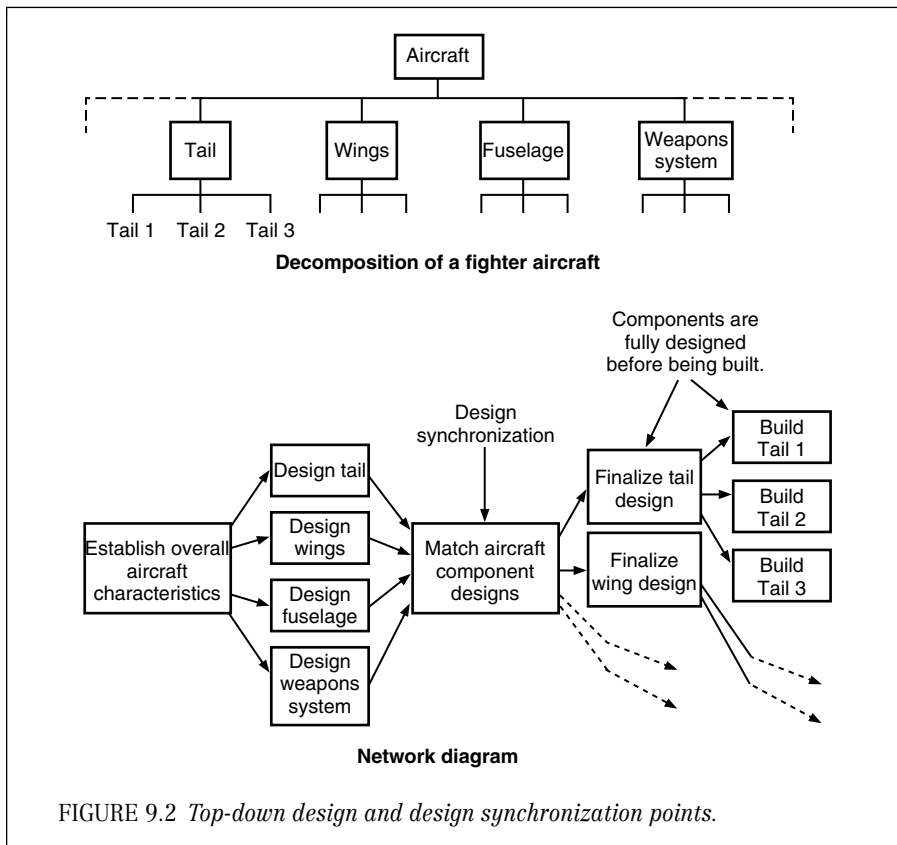 Aircraft
Tail
Wings
Fuselage
Weapons
system
Tail 1
Tail 2
Tail 3
Decomposition of a fighter aircraft
Components are
fully designed
before being built.
Design
synchronization
Establish overall
aircraft
characteristics
Design tail
Design
wings
Design
fuselage
Design
weapons
system
Match aircraft
component
designs
Finalize tail
design
Finalize
wing design
Build
Tail 1
Build
Tail 2
Build
Tail 3
Network diagram
FIGURE 9.2 Top-down design and design synchronization points.